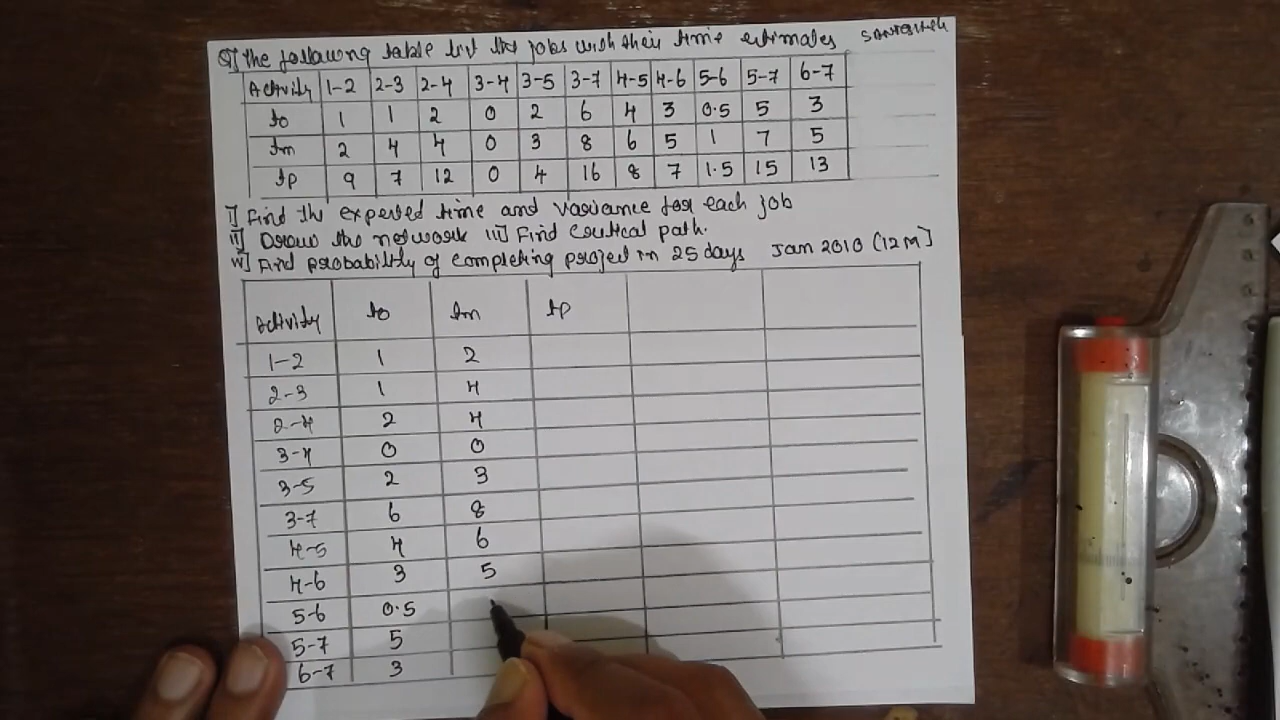 Q] The following table list the jobs with their time estimates
Activity 1-2 2-3 2-4 3-4 3-5 3-7 4-5 4-6 5-6 5-7 6-7
to 1 1 2 0 2 6 4 3 0.5 5 3
tm 2 4 4 0 3 8 6 5 1 7 5
tp 9 7 12 0 4 16 8 7 1.5 15 13
i] Find the expected time and variance for each job
ii] Draw the network iii] Find critical path.
iv] Find probability of completing project in 25 days Jan 2010 (12M]
Activity to tm tp
1-2 1 2
2-3 1 4
2-4 2 4
3-4 0 0
3-5 2 3
3-7 6 8
4-5 4 6
4-6 3 5
5-6 0.5
5-7 5
6-7 3